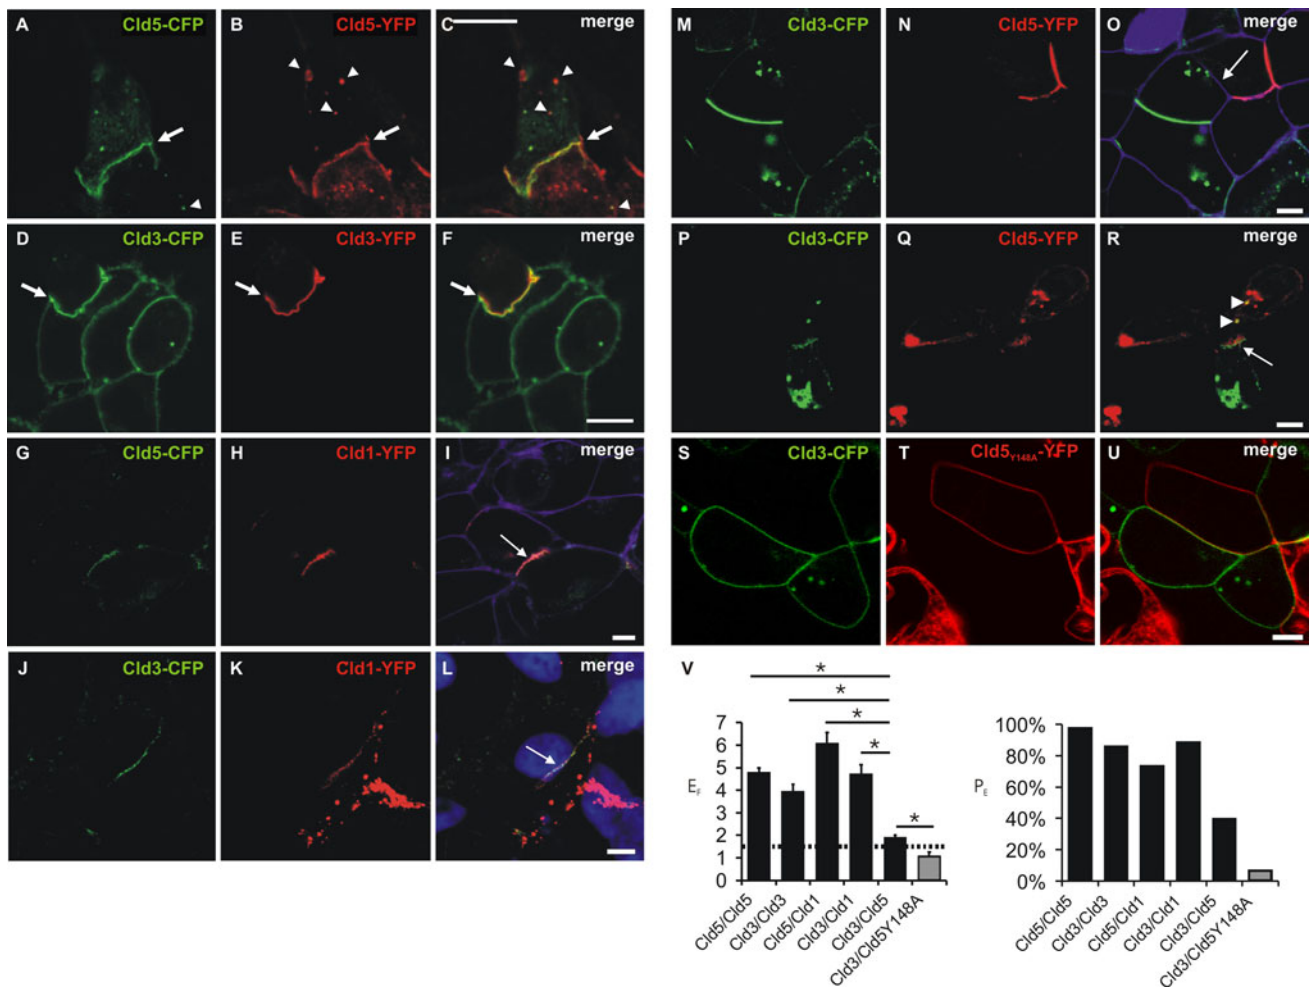 A Cld5-CFP
B Cld5-YFP
C merge
D Cld3-CFP
E Cld3-YFP
F merge
G Cld5-CFP
H Cld1-YFP
I merge
J Cld3-CFP
K Cld1-YFP
L merge
M Cld3-CFP
N Cld5-YFP
O merge
P Cld3-CFP
Q Cld5-YFP
R merge
S Cld3-CFP
T Cld5Y148A-YFP
U merge
V
*
*
*
*
*
EF
7
6
5
4
3
2
1
0
Cld5/Cld5
Cld3/Cld3
Cld5/Cld1
Cld3/Cld1
Cld3/Cld5
Cld3/Cld5Y148A
PE
100%
80%
60%
40%
20%
0%
Cld5/Cld5
Cld3/Cld3
Cld5/Cld1
Cld3/Cld1
Cld3/Cld5
Cld3/Cld5Y148A